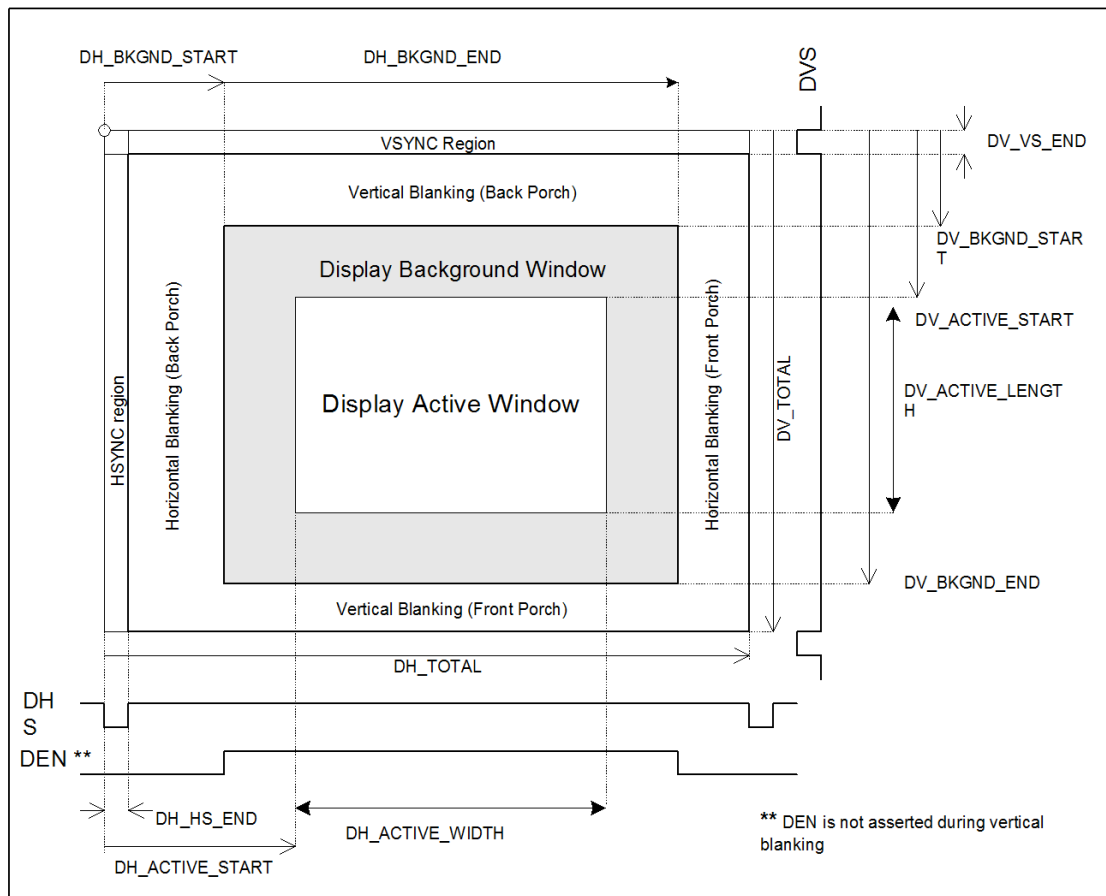 DH_BKGND_START
DH_BKGND_END
DVS
VSYNC Region
DV_VS_END
Vertical Blanking (Back Porch)
DV_BKGND_STAR
T
Display Background Window
DV_ACTIVE_START
HSYNC region
Horizontal Blanking (Back Porch)
Display Active Window
Horizontal Blanking (Front Porch)
DV_TOTAL
DV_ACTIVE_LENGT
H
DV_BKGND_END
Vertical Blanking (Front Porch)
DH_TOTAL
DH
S
DEN **
DH_HS_END
DH_ACTIVE_WIDTH
DH_ACTIVE_START
** DEN is not asserted during vertical
blanking